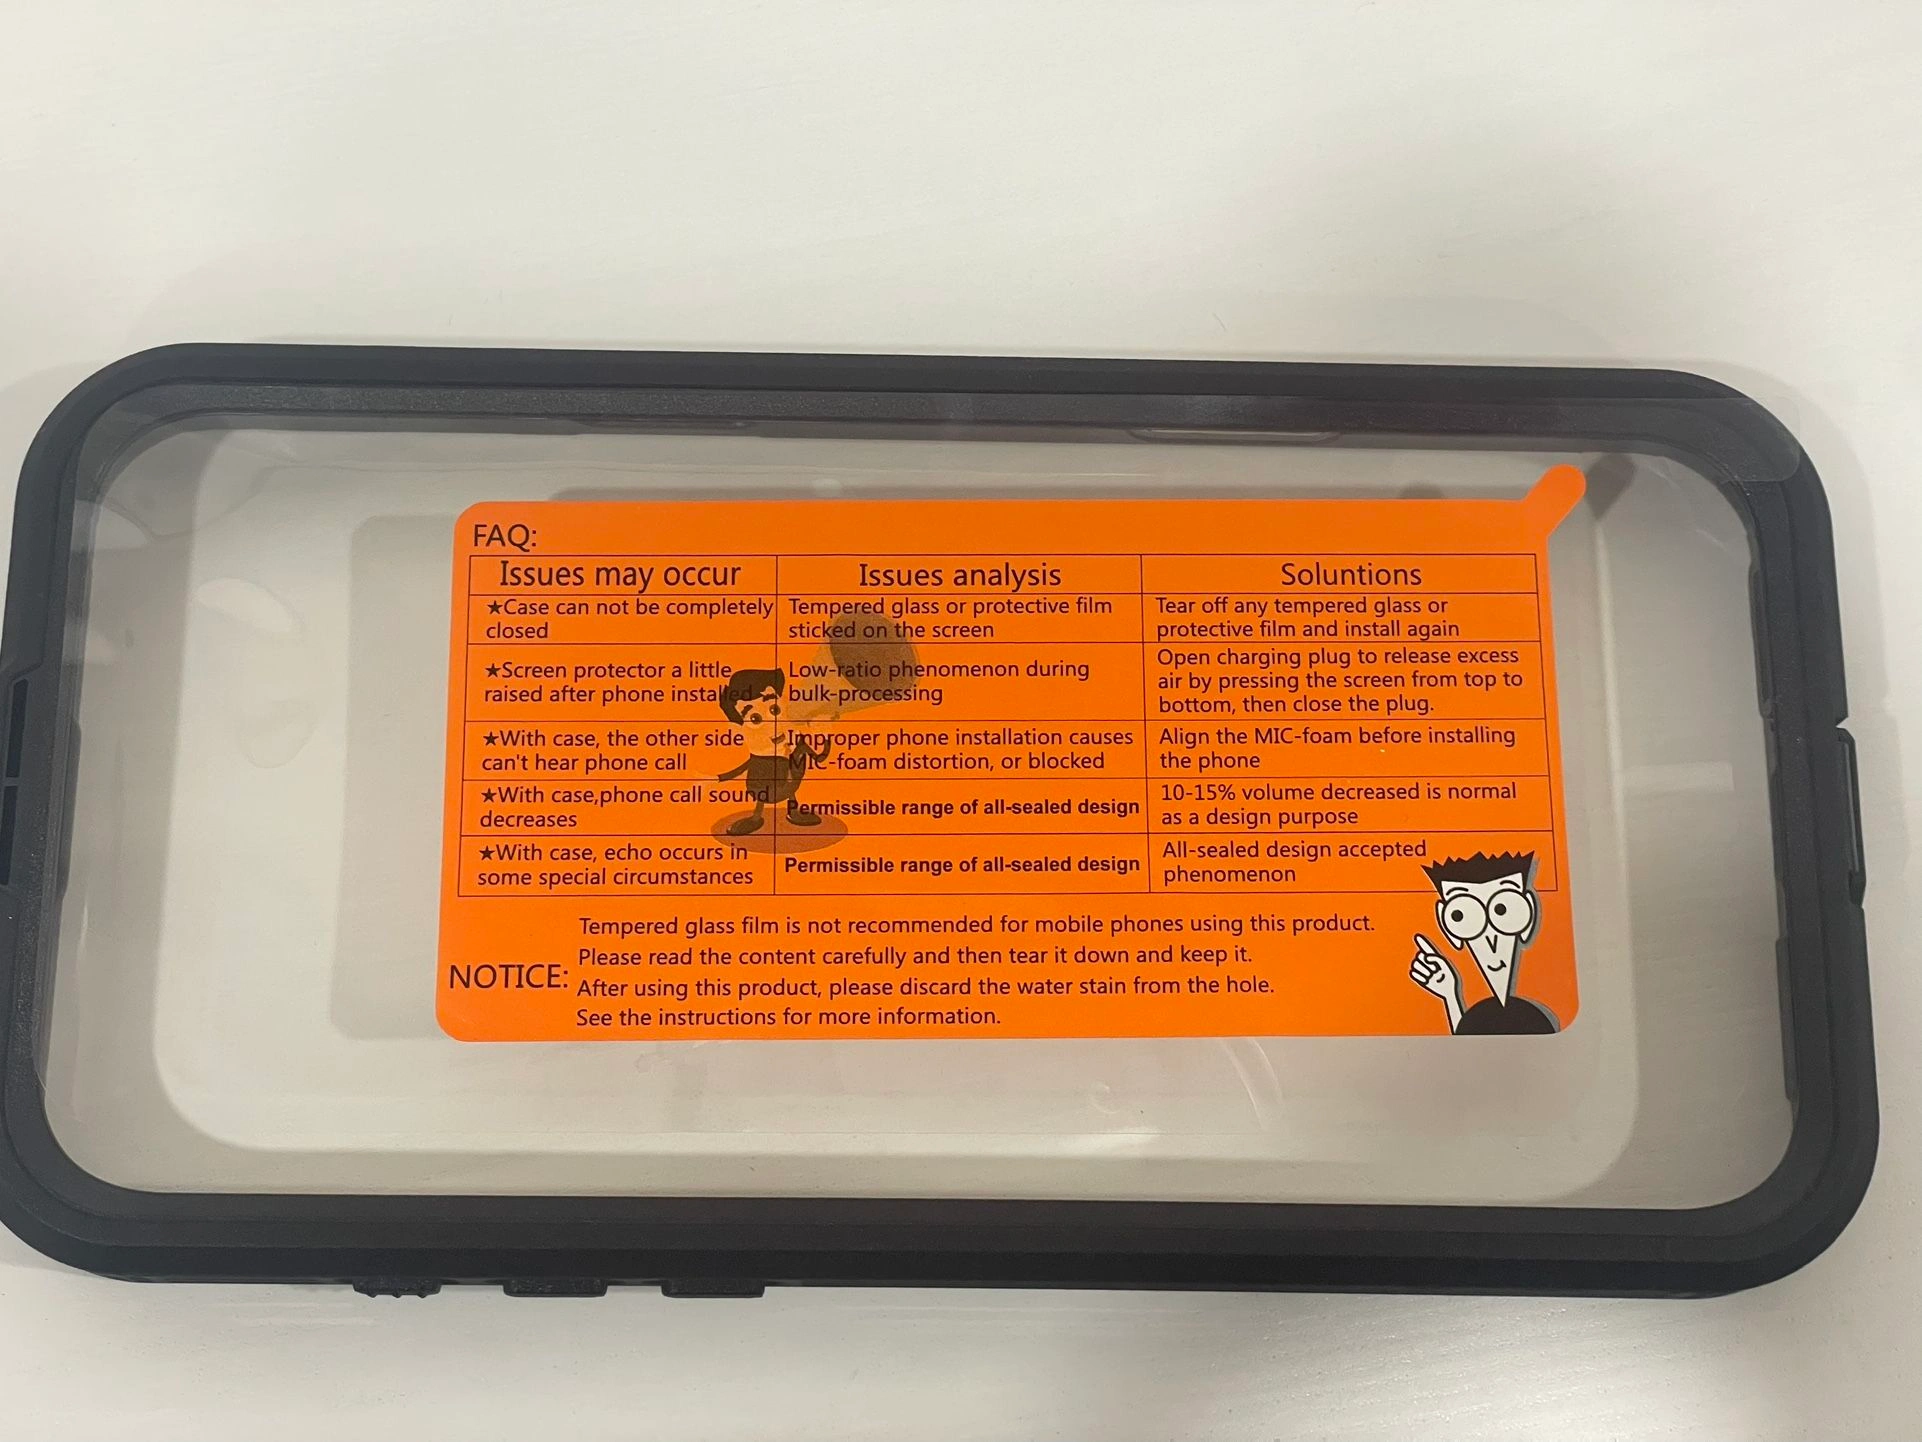 FAQ:
Issues may occur
Issues analysis
Soluntions
★Case can not be completely
closed
Tempered glass or protective film
sticked on the screen
Tear off any tempered glass or
protective film and install again
★Screen protector a little
raised after phone installed
Low-ratio phenomenon during
bulk-processing
Open charging plug to release excess
air by pressing the screen from top to
bottom, then close the plug.
★With case, the other side
can't hear phone call
Improper phone installation causes
MIC-foam distortion, or blocked
Align the MIC-foam before installing
the phone
★With case,phone call sound
decreases
Permissible range of all-sealed design
10-15% volume decreased is normal
as a design purpose
★With case, echo occurs in
some special circumstances
Permissible range of all-sealed design
All-sealed design accepted
phenomenon
NOTICE:
Tempered glass film is not recommended for mobile phones using this product.
Please read the content carefully and then tear it down and keep it.
After using this product, please discard the water stain from the hole.
See the instructions for more information.